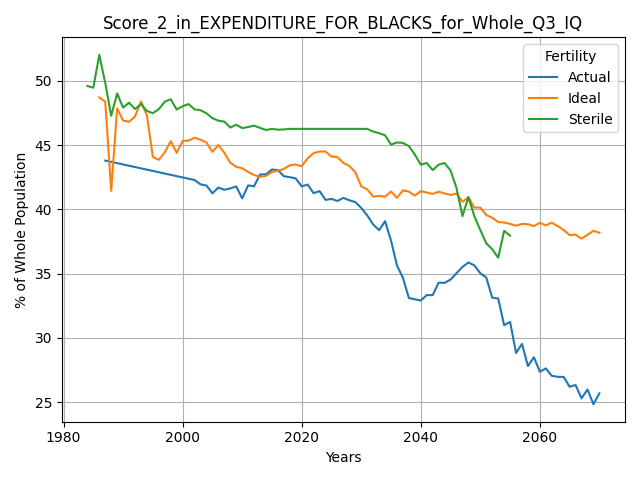 Score_2_in_EXPENDITURE_FOR_BLACKS_for_Whole_Q3_IQ
Fertility
Actual
Ideal
Sterile
% of Whole Population
50
45
40
35
30
25
1980
2000
2020
2040
2060
Years